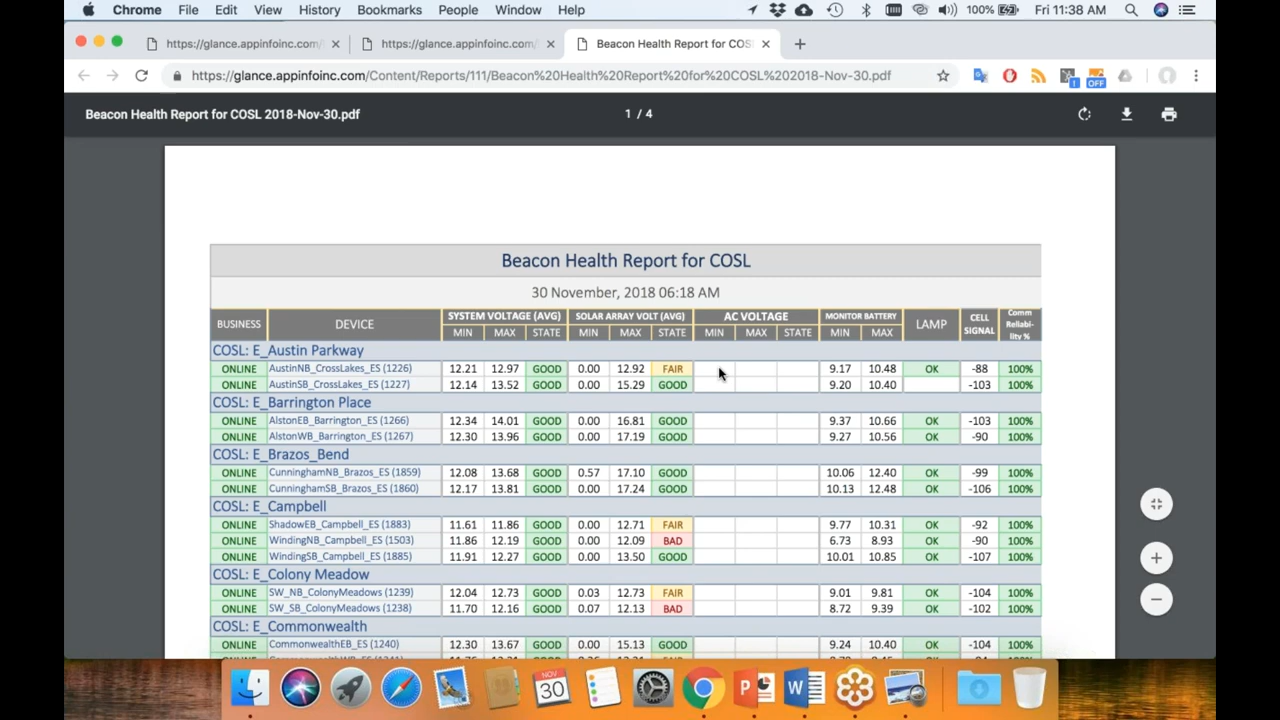 Chrome File Edit View History Bookmarks People Window Help 100% Fri 11:38 AM
https://glance.appinfoinc.com/ https://glance.appinfoinc.com/ Beacon Health Report for COS
https://glance.appinfoinc.com/Content/Reports/111/Beacon%20Health%20Report%20for%20COSL%202018-Nov-30.pdf 1 OFF
Beacon Health Report for COSL 2018-Nov-30.pdf 1 / 4
Beacon Health Report for COSL
30 November, 2018 06:18 AM
BUSINESS DEVICE SYSTEM VOLTAGE (AVG) SOLAR ARRAY VOLT (AVG) AC VOLTAGE MONITOR BATTERY LAMP CELL SIGNAL Comm Reliabi-lity %
MIN MAX STATE MIN MAX STATE MIN MAX STATE MIN MAX
COSL: E_Austin Parkway
ONLINE AustinNB_CrossLakes_ES (1226) 12.21 12.97 GOOD 0.00 12.92 FAIR 9.17 10.48 OK -88 100%
ONLINE AustinSB_CrossLakes_ES (1227) 12.14 13.52 GOOD 0.00 15.29 GOOD 9.20 10.40 -103 100%
COSL: E_Barrington Place
ONLINE AlstonEB_Barrington_ES (1266) 12.34 14.01 GOOD 0.00 16.81 GOOD 9.37 10.66 OK -103 100%
ONLINE AlstonWB_Barrington_ES (1267) 12.30 13.96 GOOD 0.00 17.19 GOOD 9.27 10.56 OK -90 100%
COSL: E_Brazos_Bend
ONLINE CunninghamNB_Brazos_ES (1859) 12.08 13.68 GOOD 0.57 17.10 GOOD 10.06 12.40 OK -99 100%
ONLINE CunninghamSB_Brazos_ES (1860) 12.17 13.81 GOOD 0.00 17.24 GOOD 10.13 12.48 OK -106 100%
COSL: E_Campbell
ONLINE ShadowEB_Campbell_ES (1883) 11.61 11.86 GOOD 0.00 12.71 FAIR 9.77 10.31 OK -92 100%
ONLINE WindingNB_Campbell_ES (1503) 11.86 12.19 GOOD 0.00 12.09 BAD 6.73 8.93 OK -90 100%
ONLINE WindingSB_Campbell_ES (1885) 11.91 12.27 GOOD 0.00 13.50 GOOD 10.01 10.85 OK -107 100%
COSL: E_Colony Meadow
ONLINE SW_NB_ColonyMeadows (1239) 12.04 12.73 GOOD 0.03 12.73 FAIR 9.01 9.81 OK -104 100%
ONLINE SW_SB_ColonyMeadows (1238) 11.70 12.16 GOOD 0.07 12.13 BAD 8.72 9.39 OK -102 100%
COSL: E_Commonwealth
ONLINE CommonwealthEB_ES (1240) 12.30 13.67 GOOD 0.00 15.13 GOOD 9.24 10.40 OK -104 100%
NOV
30
P W